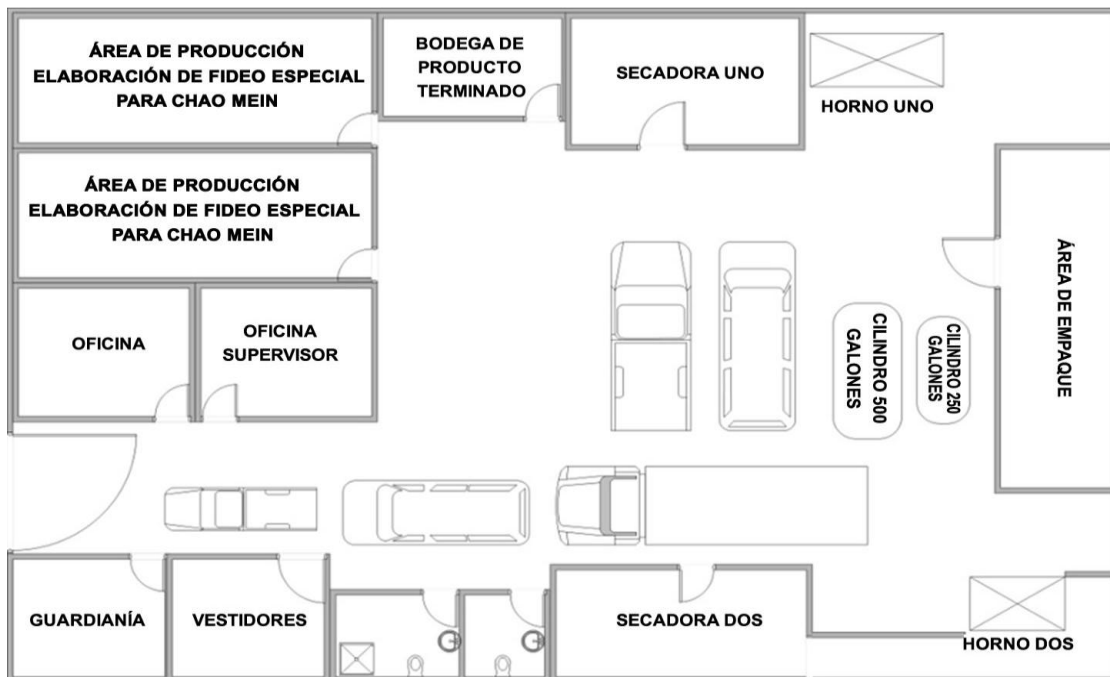 ÁREA DE PRODUCCIÓN
ELABORACIÓN DE FIDEO ESPECIAL
PARA CHAO MEIN
BODEGA DE
PRODUCTO
TERMINADO
SECADORA UNO
HORNO UNO
ÁREA DE PRODUCCIÓN
ELABORACIÓN DE FIDEO ESPECIAL
PARA CHAO MEIN
OFICINA
OFICINA
SUPERVISOR
CILINDRO 500
GALONES
CILINDRO 250
GALONES
ÁREA DE EMPAQUE
GUARDIANÍA
VESTIDORES
SECADORA DOS
HORNO DOS